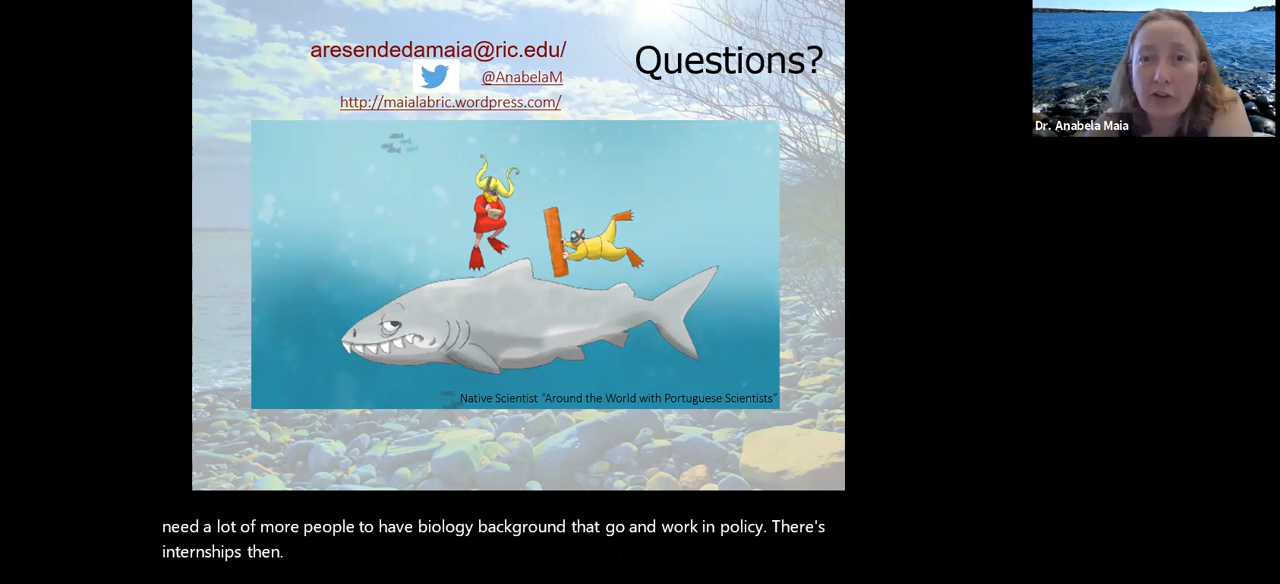 aresendedamaia@ric.edu/
@AnabelaM
http://maialabric.wordpress.com/
Questions?
Dr. Anabela Maia
Native Scientist "Around the World with Portuguese Scientists"
need a lot of more people to have biology background that go and work in policy. There's
internships then.